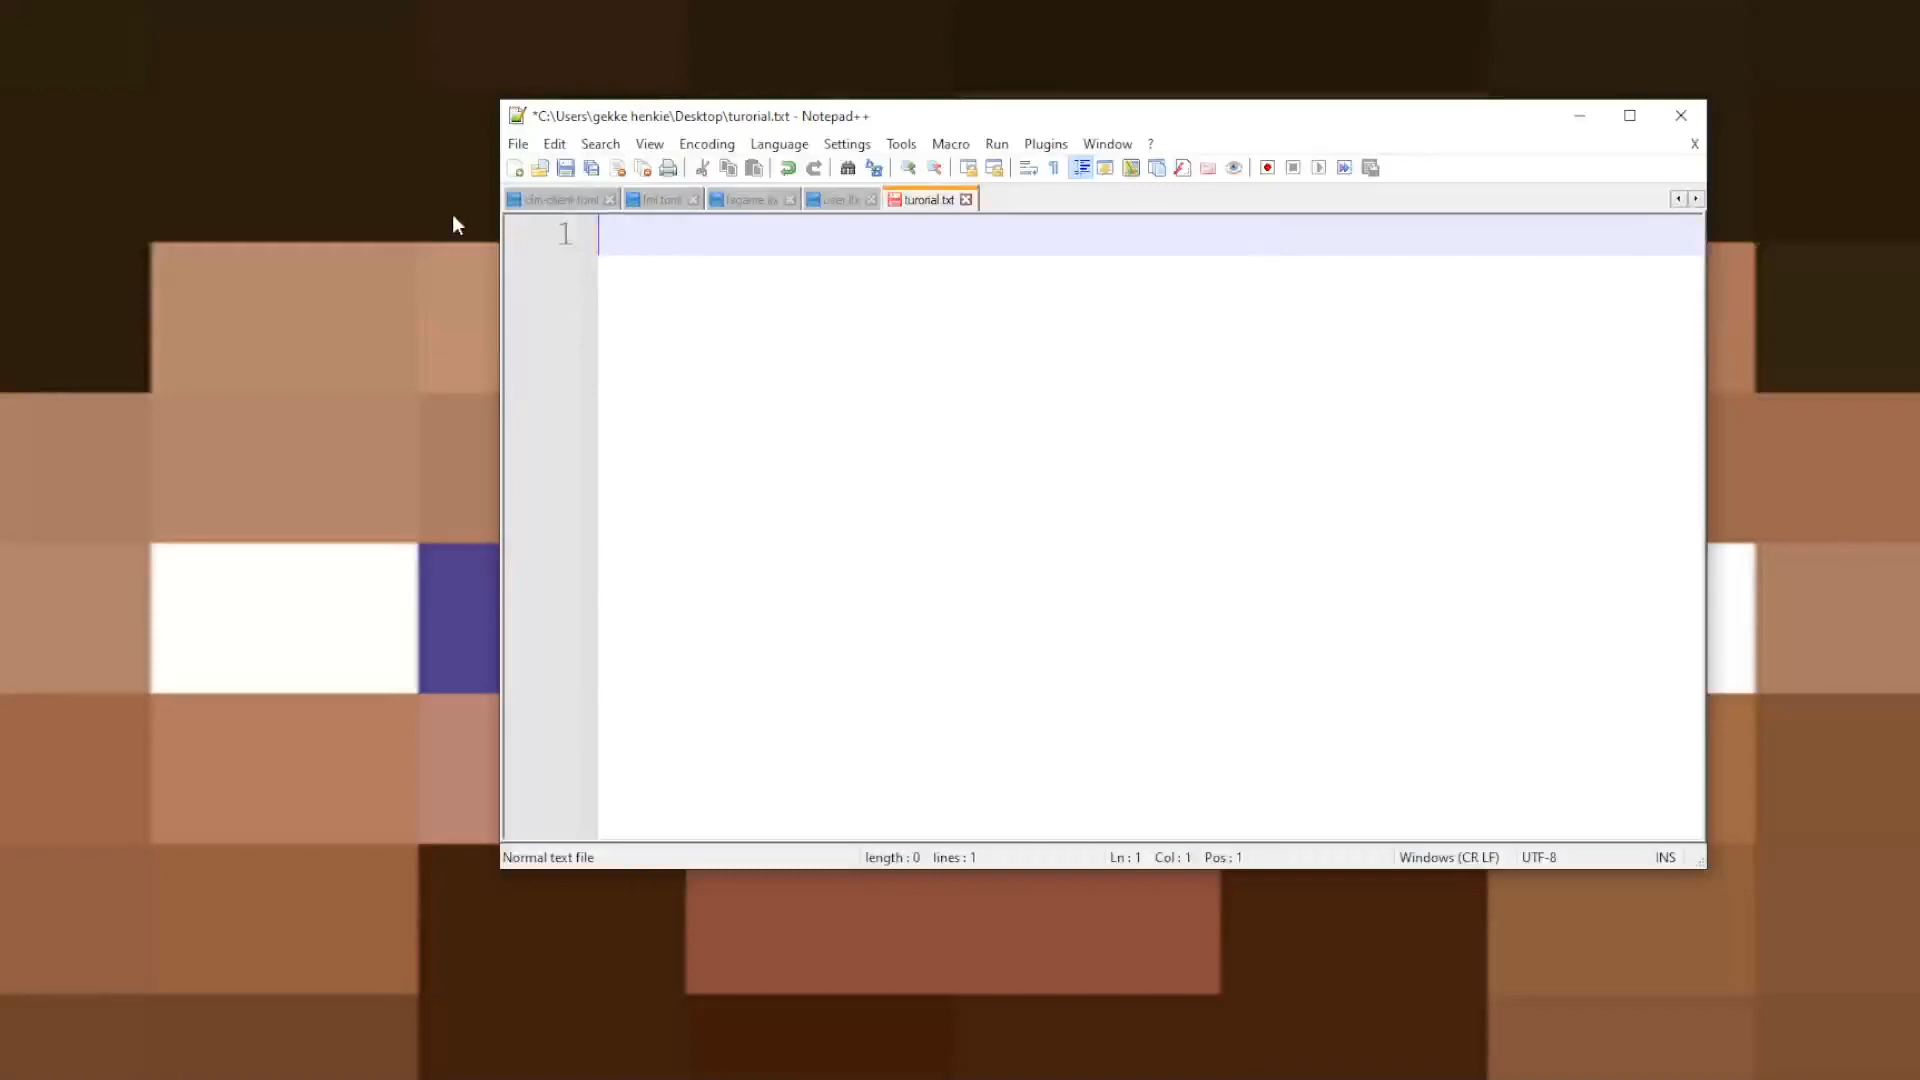 *C:\Users\gekke henkie\Desktop\turorial.txt - Notepad++
File Edit Search View Encoding Language Settings Tools Macro Run Plugins Window ? X
turorial.txt
1
Normal text file length : 0 lines : 1 Ln : 1 Col : 1 Pos : 1 Windows (CR LF) UTF-8 INS